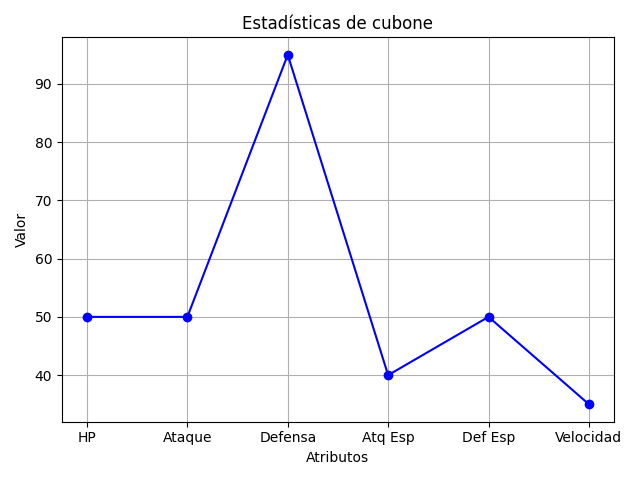 Estadísticas de cubone
Valor
90
80
70
60
50
40
HP Ataque Defensa Atq Esp Def Esp Velocidad
Atributos